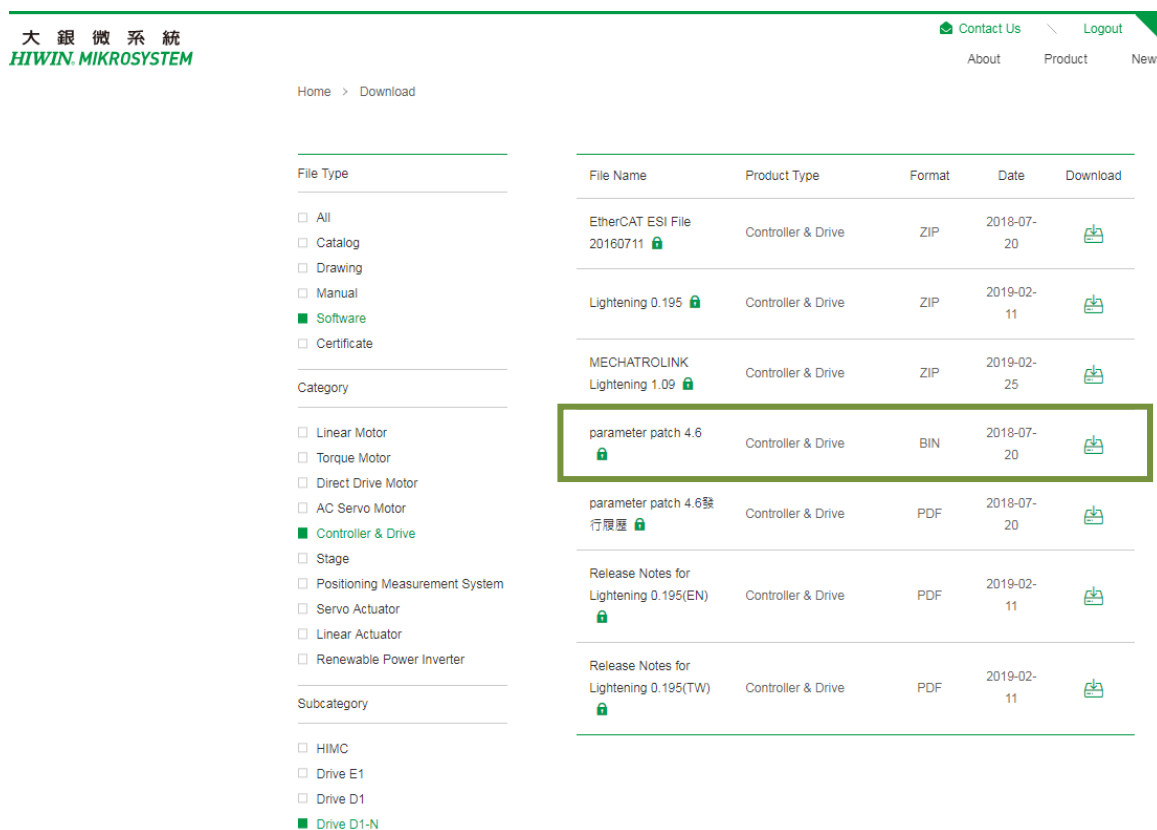 大銀微系統
HIWIN® MIKROSYSTEM
Contact Us
Logout
About
Product
New
Home > Download
File Type
All
Catalog
Drawing
Manual
Software
Certificate
Category
Linear Motor
Torque Motor
Direct Drive Motor
AC Servo Motor
Controller & Drive
Stage
Positioning Measurement System
Servo Actuator
Linear Actuator
Renewable Power Inverter
Subcategory
HIMC
Drive E1
Drive D1
Drive D1-N
File Name Product Type Format Date Download
EtherCAT ESI File
20160711
Controller & Drive
ZIP
2018-07-
20
Lightening 0.195
Controller & Drive
ZIP
2019-02-
11
MECHATROLINK
Lightening 1.09
Controller & Drive
ZIP
2019-02-
25
parameter patch 4.6
Controller & Drive
BIN
2018-07-
20
parameter patch 4.6發
行履歷
Controller & Drive
PDF
2018-07-
20
Release Notes for
Lightening 0.195(EN)
Controller & Drive
PDF
2019-02-
11
Release Notes for
Lightening 0.195(TW)
Controller & Drive
PDF
2019-02-
11